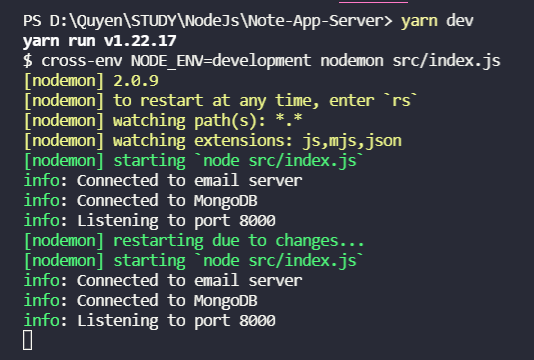 PS D:\Quyen\STUDY\NodeJs\Note-App-Server> yarn dev
yarn run v1.22.17
$ cross-env NODE_ENV=development nodemon src/index.js
[nodemon] 2.0.9
[nodemon] to restart at any time, enter `rs`
[nodemon] watching path(s): *.*
[nodemon] watching extensions: js,mjs,json
[nodemon] starting `node src/index.js`
info: Connected to email server
info: Connected to MongoDB
info: Listening to port 8000
[nodemon] restarting due to changes...
[nodemon] starting `node src/index.js`
info: Connected to email server
info: Connected to MongoDB
info: Listening to port 8000